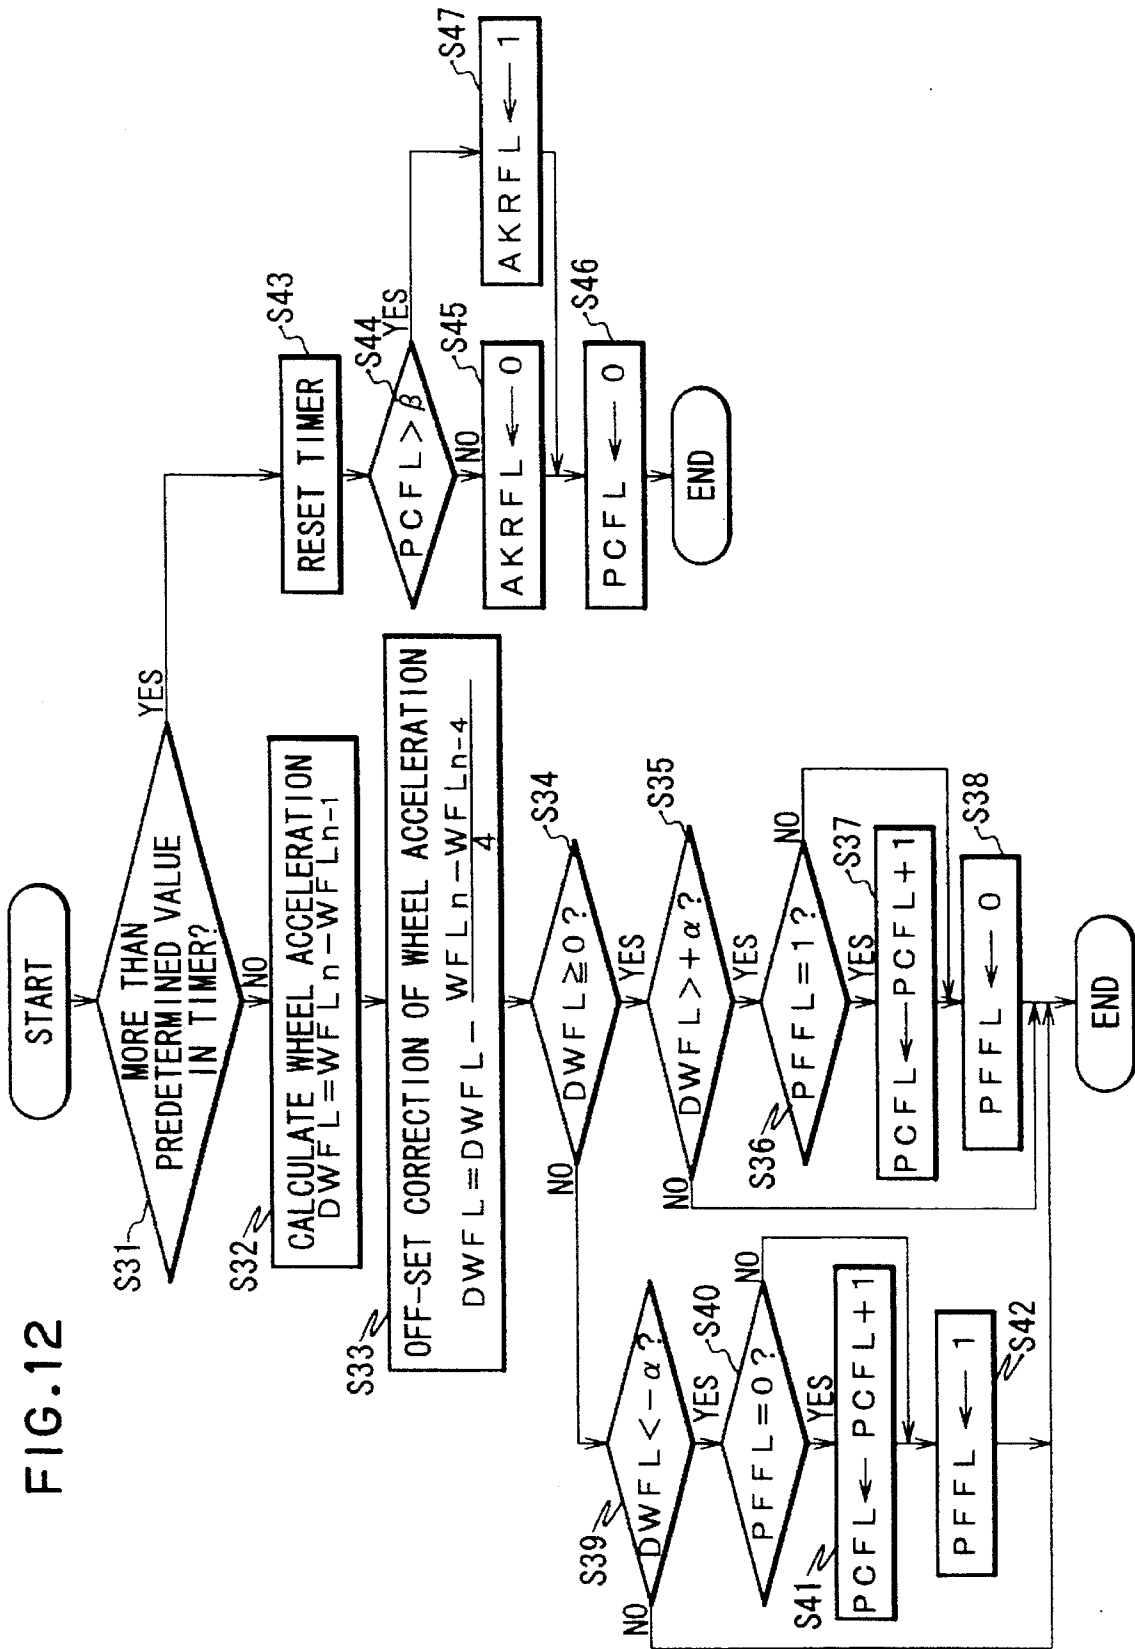 FIG.12
START
S31
MORE THAN
PREDETERMINED VALUE
IN TIMER?
YES
NO
S32
CALCULATE WHEEL ACCELERATION
DWFL=WFLn-WFLn-1
S33
OFF-SET CORRECTION OF WHEEL ACCELERATION
DWFL=DWFL- WFLn-WFLn-4
4
S34
DWFL≧0?
NO
YES
S35
DWFL>+α?
NO
YES
S36
PFFL=1?
NO
YES
S37
PCFL←PCFL+1
S38
PFFL←0
END
S39
DWFL<-α?
NO
YES
S40
PFFL=0?
NO
YES
S41
PCFL←PCFL+1
S42
PFFL←1
S43
RESET TIMER
S44
PCFL>β
YES
NO
S45
AKRFL←0
S47
AKRFL←1
S46
PCFL←0
END